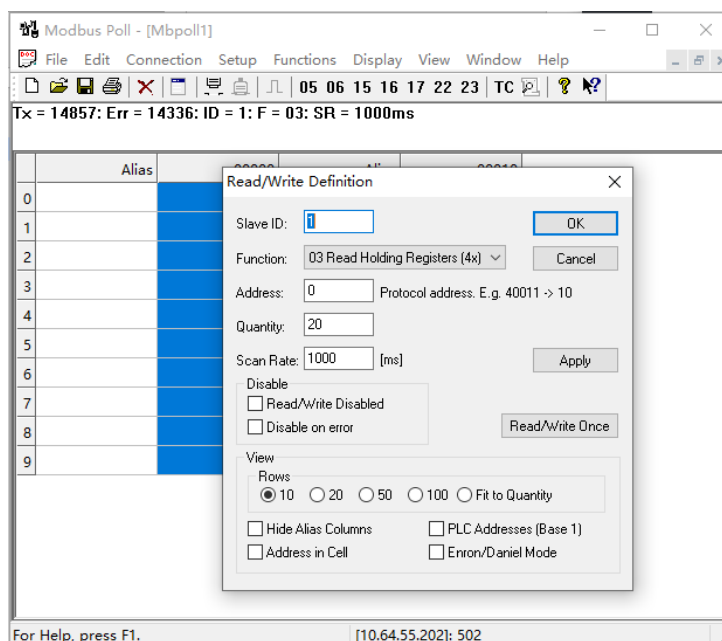 Modbus Poll - [Mbpoll1]
File Edit Connection Setup Functions Display View Window Help
05 06 15 16 17 22 23 TC
Tx = 14857: Err = 14336: ID = 1: F = 03: SR = 1000ms
Alias
0
1
2
3
4
5
6
7
8
9
Read/Write Definition
Slave ID: 1 OK
Function: 03 Read Holding Registers (4x) Cancel
Address: 0 Protocol address. E.g. 40011 -> 10
Quantity: 20
Scan Rate: 1000 [ms] Apply
Disable
Read/Write Disabled
Disable on error
Read/Write Once
View
Rows
10 20 50 100 Fit to Quantity
Hide Alias Columns PLC Addresses (Base 1)
Address in Cell Enron/Daniel Mode
For Help, press F1. [10.64.55.202]: 502